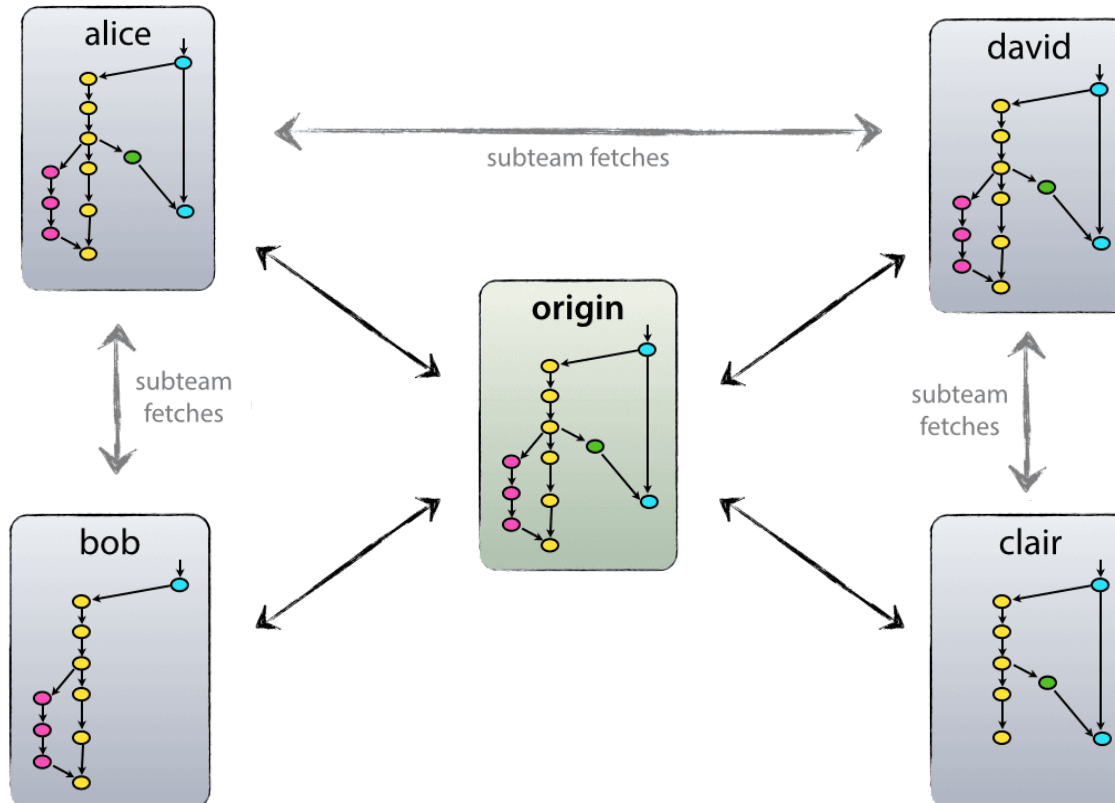 alice
david
subteam fetches
origin
subteam
fetches
subteam
fetches
bob
clair